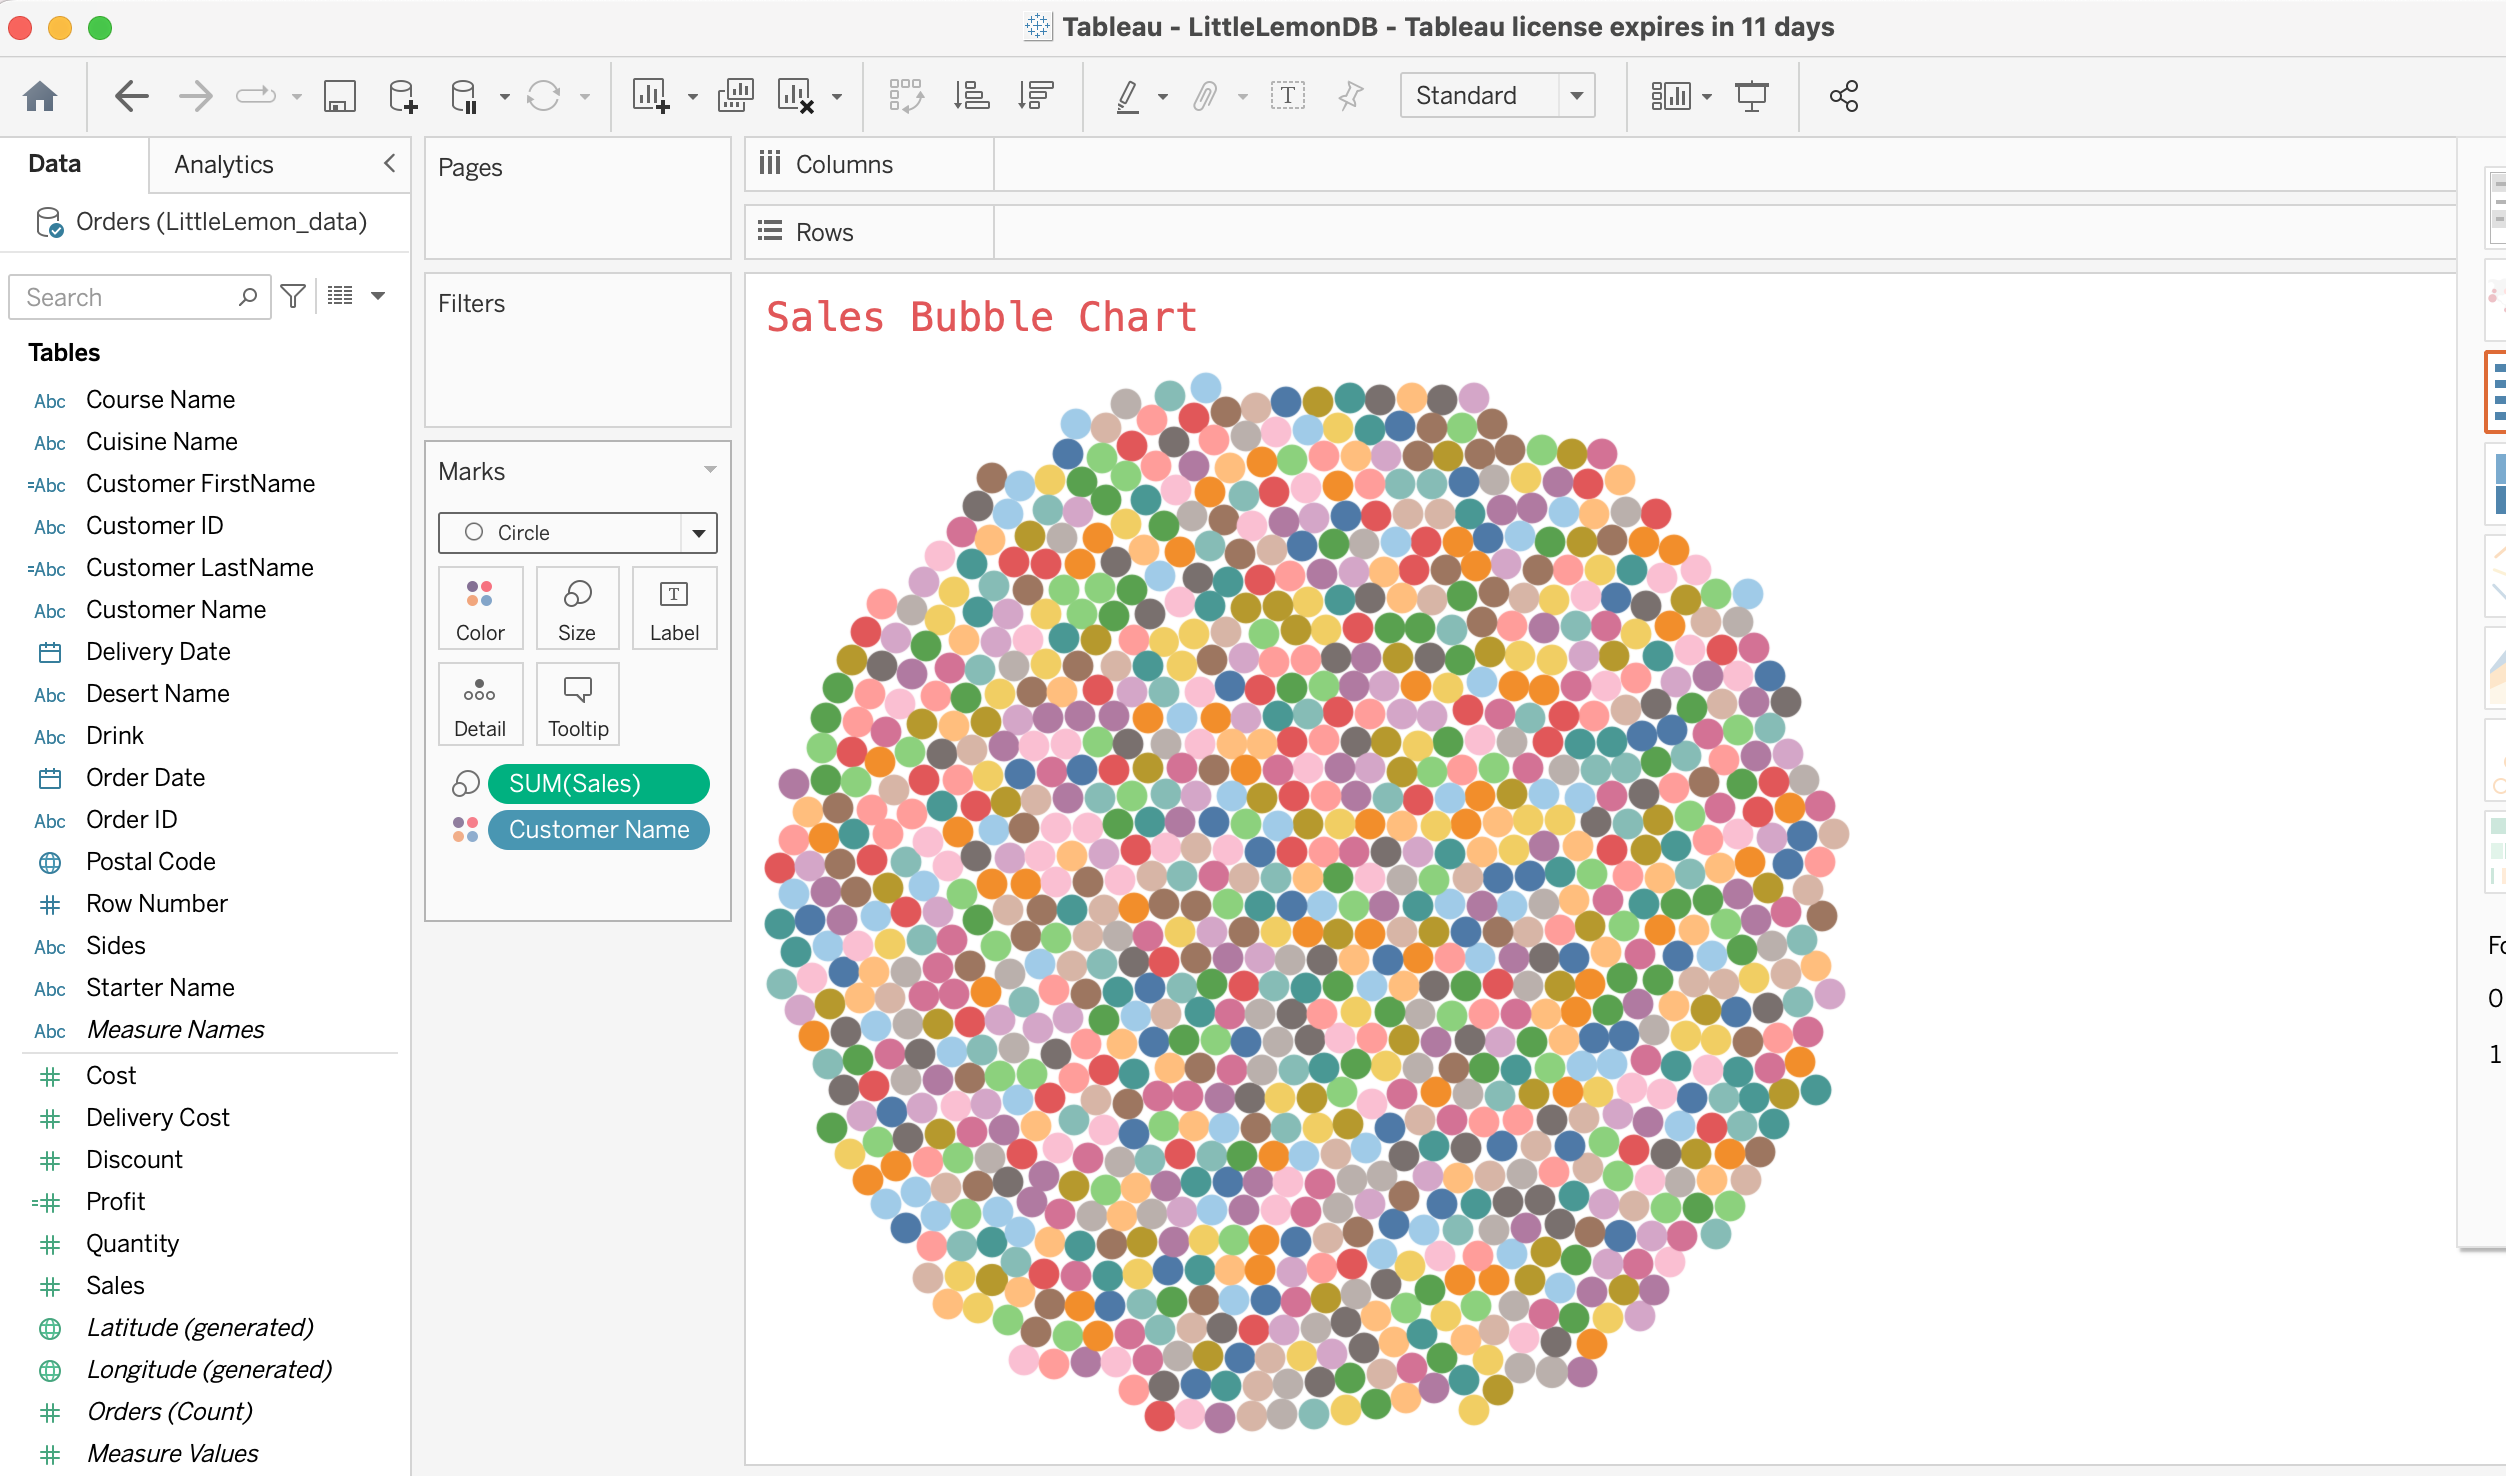 Tableau - LittleLemonDB - Tableau license expires in 11 days
Standard
Data
Analytics
Orders (LittleLemon_data)
Search
Tables
Abc Course Name
Abc Cuisine Name
=Abc Customer FirstName
Abc Customer ID
=Abc Customer LastName
Abc Customer Name
Delivery Date
Abc Desert Name
Abc Drink
Order Date
Abc Order ID
Postal Code
# Row Number
Abc Sides
Abc Starter Name
Abc Measure Names
# Cost
# Delivery Cost
# Discount
=# Profit
# Quantity
# Sales
Latitude (generated)
Longitude (generated)
# Orders (Count)
# Measure Values
Pages
Filters
Marks
Circle
Color
Size
Label
Detail
Tooltip
SUM(Sales)
Customer Name
Columns
Rows
Sales Bubble Chart
0
1